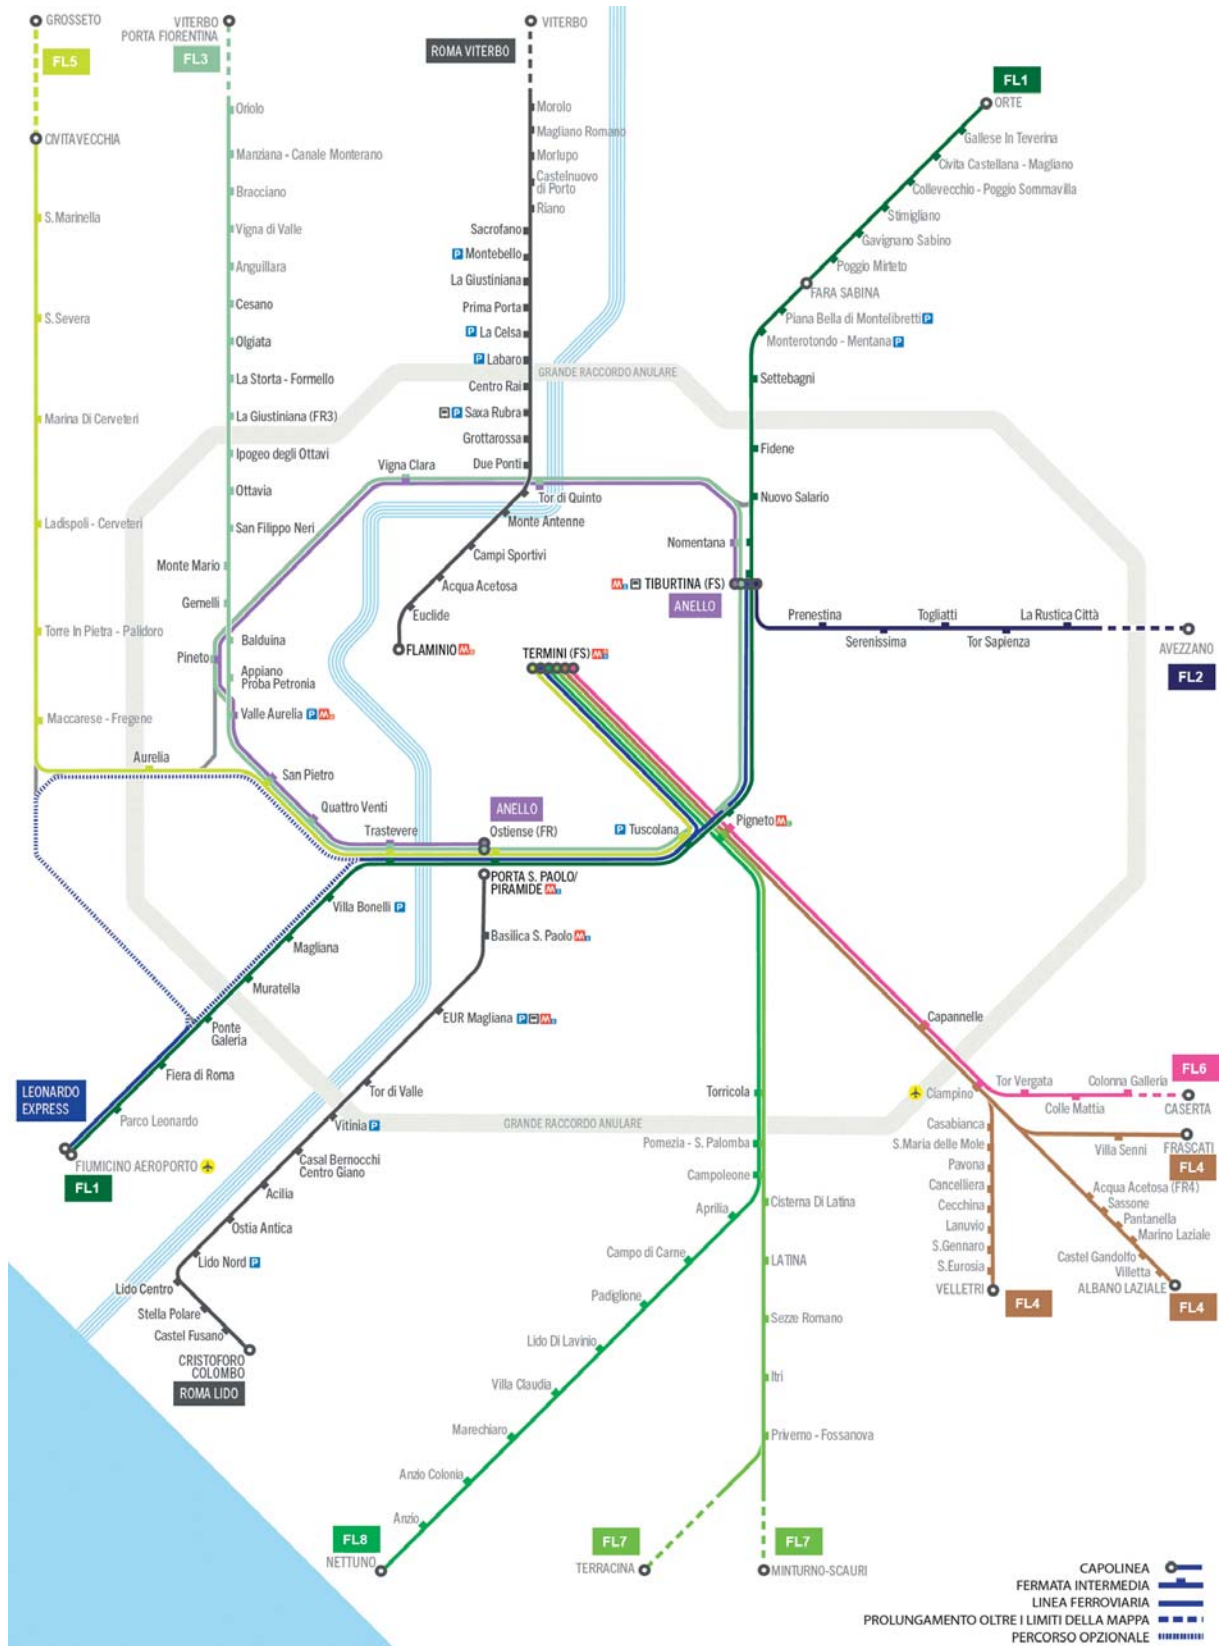 GROSSETO
FL5
VITERBO
PORTA FIORENTINA
FL3
ROMA VITERBO
VITERBO
FL1
ORTE
CIVITAVECCHIA
S.Marinella
S.Severa
Marina Di Cerveteri
Ladispoli - Cerveteri
Torre In Pietra - Palidoro
Maccarese - Fregene
Aurelia
Oriolo
Manziana - Canale Monterano
Bracciano
Vigna di Valle
Anguillara
Cesano
Olgiata
La Storta - Formello
La Giustiniana (FR3)
Ipogeo degli Ottavi
Ottavia
San Filippo Neri
Monte Mario
Gemelli
Balduina
Pineto
Appiano
Proba Petronia
Valle Aurelia P M
San Pietro
Quattro Venti
Trastevere
Morolo
Magliano Romano
Morlupo
Castelnuovo
di Porto
Riano
Sacrofano
P Montebello
La Giustiniana
Prima Porta
P La Celsa
P Labaro
Centro Rai
P Saxa Rubra
Grottarossa
Due Ponti
Tor di Quinto
Monte Antenne
Campi Sportivi
Acqua Acetosa
Euclide
FLAMINIO M
Vigna Clara
GRANDE RACCORDO ANULARE
Gallese In Teverina
Civita Castellana - Magliano
Collevecchio - Poggio Sommavilla
Stimigliano
Gavignano Sabino
Poggio Mirteto
FARA SABINA
Piana Bella di Montelibretti P
Monterotondo - Mentana P
Settebagni
Fidene
Nuovo Salario
Nomentana
M TIBURTINA (FS)
ANELLO
Prenestina
Serenissima
Togliatti
Tor Sapienza
La Rustica Città
AVEZZANO
FL2
TERMINI (FS) M
ANELLO
Ostiense (FR)
P Tuscolana
Pigneto M
PORTA S. PAOLO/
PIRAMIDE M
Basilica S. Paolo M
EUR Magliana P M
Tor di Valle
Vitinia P
Casal Bernocchi
Centro Giano
Acilia
Ostia Antica
Lido Nord P
Lido Centro
Stella Polare
Castel Fusano
CRISTOFORO
COLOMBO
ROMA LIDO
Villa Bonelli P
Magliana
Muratella
Ponte
Galeria
Fiera di Roma
Parco Leonardo
LEONARDO
EXPRESS
FIUMICINO AEROPORTO
FL1
Capannelle
Ciampino
Tor Vergata
Colle Mattia
Colonna Galleria
FL6
CASERTA
Villa Senni
FRASCATI
FL4
Casabianca
S.Maria delle Mole
Pavona
Cancelliera
Cecchina
Lanuvio
S.Gennaro
S.Eurosia
VELLETRI
FL4
Acqua Acetosa (FR4)
Sassone
Pantanella
Marino Laziale
Castel Gandolfo
Villetta
ALBANO LAZIALE
FL4
GRANDE RACCORDO ANULARE
Torricola
Pomezia - S. Palomba
Campoleone
Aprilia
Campo di Carne
Padiglione
Lido Di Lavinio
Villa Claudia
Marechiaro
Anzio Colonia
Anzio
FL8
NETTUNO
Cisterna Di Latina
LATINA
Sezze Romano
Itri
Priverno - Fossanova
FL7
TERRACINA
FL7
MINTURNO-SCAURI
CAPOLINEA
FERMATA INTERMEDIA
LINEA FERROVIARIA
PROLUNGAMENTO OLTRE I LIMITI DELLA MAPPA
PERCORSO OPZIONALE